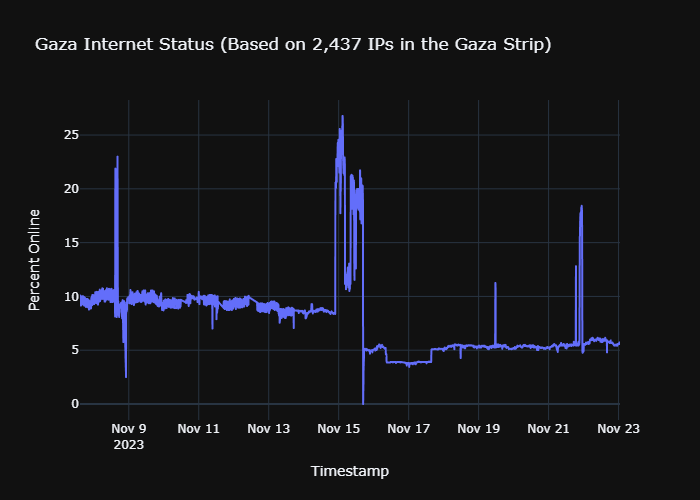 Gaza Internet Status (Based on 2,437 IPs in the Gaza Strip)
25
20
15
10
5
0
Percent Online
Nov 9 Nov 11 Nov 13 Nov 15 Nov 17 Nov 19 Nov 21 Nov 23
2023
Timestamp